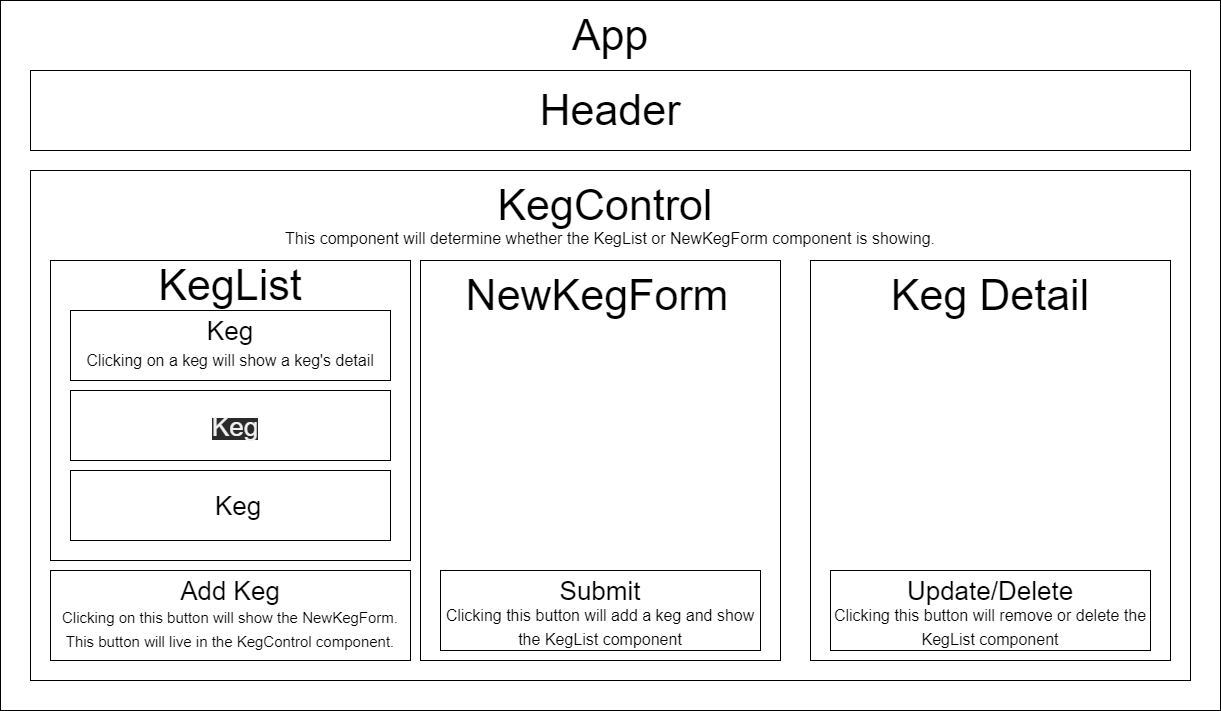 App
Header
KegControl
This component will determine whether the KegList or NewKegForm component is showing.
KegList
Keg
Clicking on a keg will show a keg's detail
Keg
Keg
Add Keg
Clicking on this button will show the NewKegForm.
This button will live in the KegControl component.
NewKegForm
Submit
Clicking this button will add a keg and show
the KegList component
Keg Detail
Update/Delete
Clicking this button will remove or delete the
KegList component